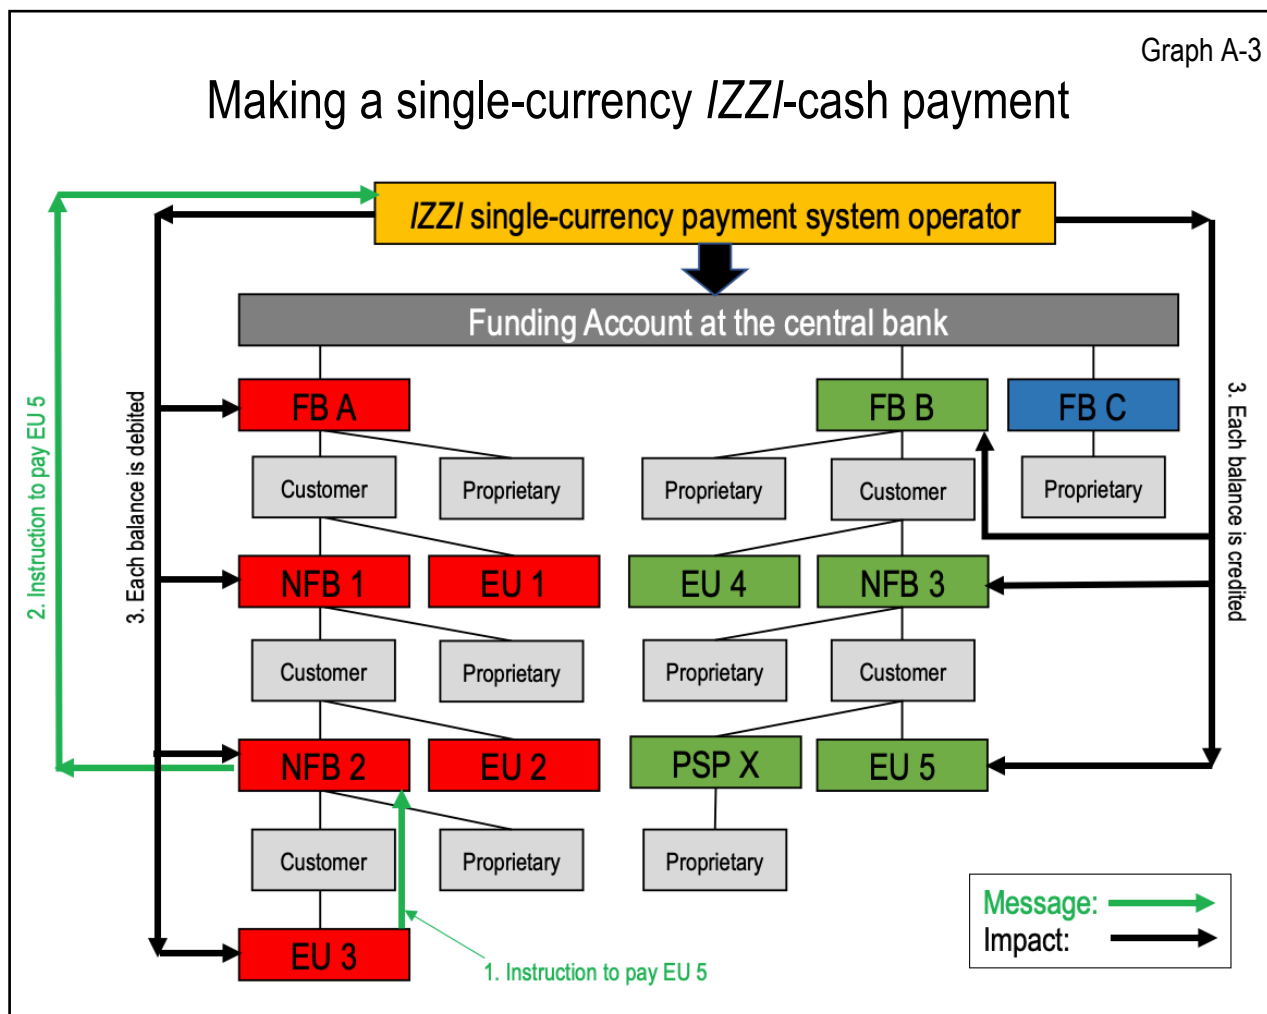 Graph A-3
Making a single-currency IZZI-cash payment
IZZI single-currency payment system operator
Funding Account at the central bank
2. Instruction to pay EU 5
3. Each balance is debited
3. Each balance is credited
FB A
FB B
FB C
Customer
Proprietary
Proprietary
Customer
Proprietary
NFB 1
EU 1
EU 4
NFB 3
Customer
Proprietary
Proprietary
Customer
NFB 2
EU 2
PSP X
EU 5
Customer
Proprietary
Proprietary
EU 3
1. Instruction to pay EU 5
Message:
Impact: